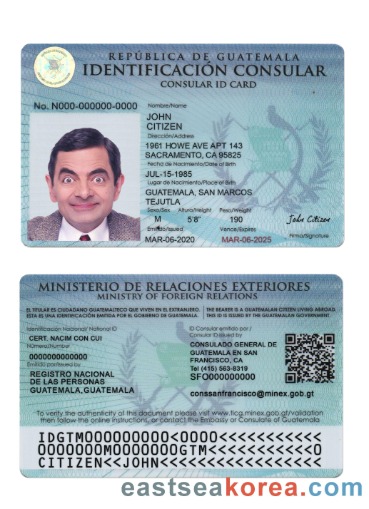 REPÚBLICA DE GUATEMALA
IDENTIFICACIÓN CONSULAR
CONSULAR ID CARD
No. N000-000000-0000
Nombre/Name
JOHN
CITIZEN
Dirección/Address
1961 HOWE AVE APT 143
SACRAMENTO, CA 95825
Fecha de Nacimiento/Date of Birth
JUL-15-1985
Lugar de Nacimiento/Place of Birth
GUATEMALA, SAN MARCOS
TEJUTLA
Sexo/Sex Altura/Height Peso/Weight
M 5'8" 190
Emitido/Issued Vence/Expires
MAR-06-2020 MAR-06-2025
John Citizen
Firma/Signature
MINISTERIO DE RELACIONES EXTERIORES
MINISTRY OF FOREIGN RELATIONS
EL TITULAR ES CIUDADANO GUATEMALTECO QUE VIVE EN EL EXTRANJERO.
ESTA ES UNA IDENTIFICACIÓN EMITIDA POR EL GOBIERNO DE GUATEMALA.
THE BEARER IS A GUATEMALAN CITIZEN LIVING ABROAD.
THIS ID IS ISSUED BY THE GUATEMALAN GOVERNMENT.
Identificación Nacional/ National ID
CERT. NACIM CON CUI
Número/Number
0000000000000
Emitido por/Issued by
REGISTRO NACIONAL
DE LAS PERSONAS
GUATEMALA,GUATEMALA
ID Consular emitido por /
Consular ID issued by
CONSULADO GENERAL DE
GUATEMALA EN SAN
FRANCISCO, CA
Tel (415) 563-8319
SFO000000000
conssanfrancisco@minex.gob.gt
To verify the authenticity of this document please visit www.ticg.minex.gob.gt/validation
then follow the online instructions, or contact the Embassy or Consulate of Guatemala
IDGTM0000000000<0000<<<<<<<<<<
0000000M0000000GTM<<<<<<<<<<<0
CITIZEN<<JOHN<<<<<<<<<<<<<<<<<
eastseakorea.com